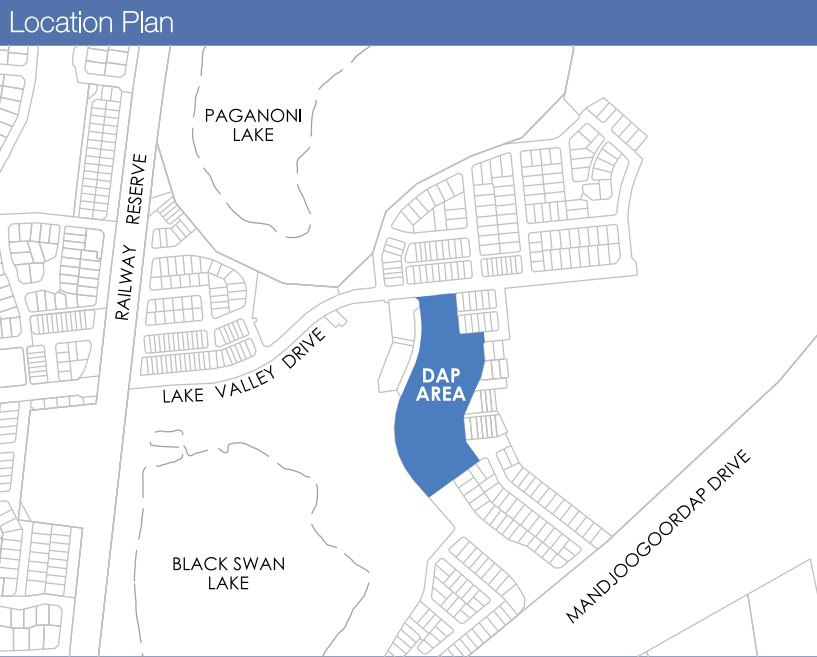 Location Plan
PAGANONI
LAKE
RAILWAY RESERVE
LAKE VALLEY DRIVE
DAP
AREA
MANDJOOGOORDAP DRIVE
BLACK SWAN
LAKE